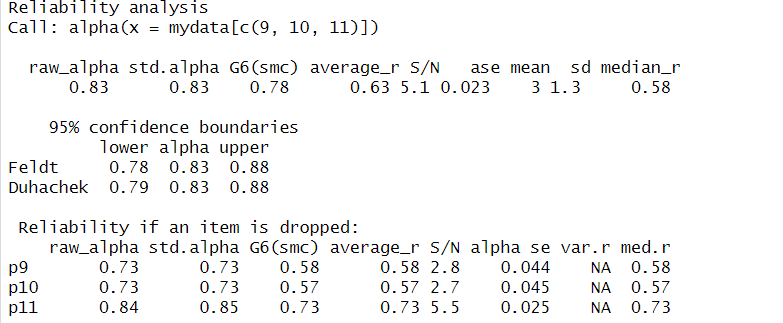 Reliability analysis
Call: alpha(x = mydata[c(9, 10, 11)])
raw_alpha std.alpha G6(smc) average_r S/N ase mean sd median_r
0.83 0.83 0.78 0.63 5.1 0.023 3 1.3 0.58
95% confidence boundaries
lower alpha upper
Feldt 0.78 0.83 0.88
Duhachek 0.79 0.83 0.88
Reliability if an item is dropped:
raw_alpha std.alpha G6(smc) average_r S/N alpha se var.r med.r
p9 0.73 0.73 0.58 0.58 2.8 0.044 NA 0.58
p10 0.73 0.73 0.57 0.57 2.7 0.045 NA 0.57
p11 0.84 0.85 0.73 0.73 5.5 0.025 NA 0.73